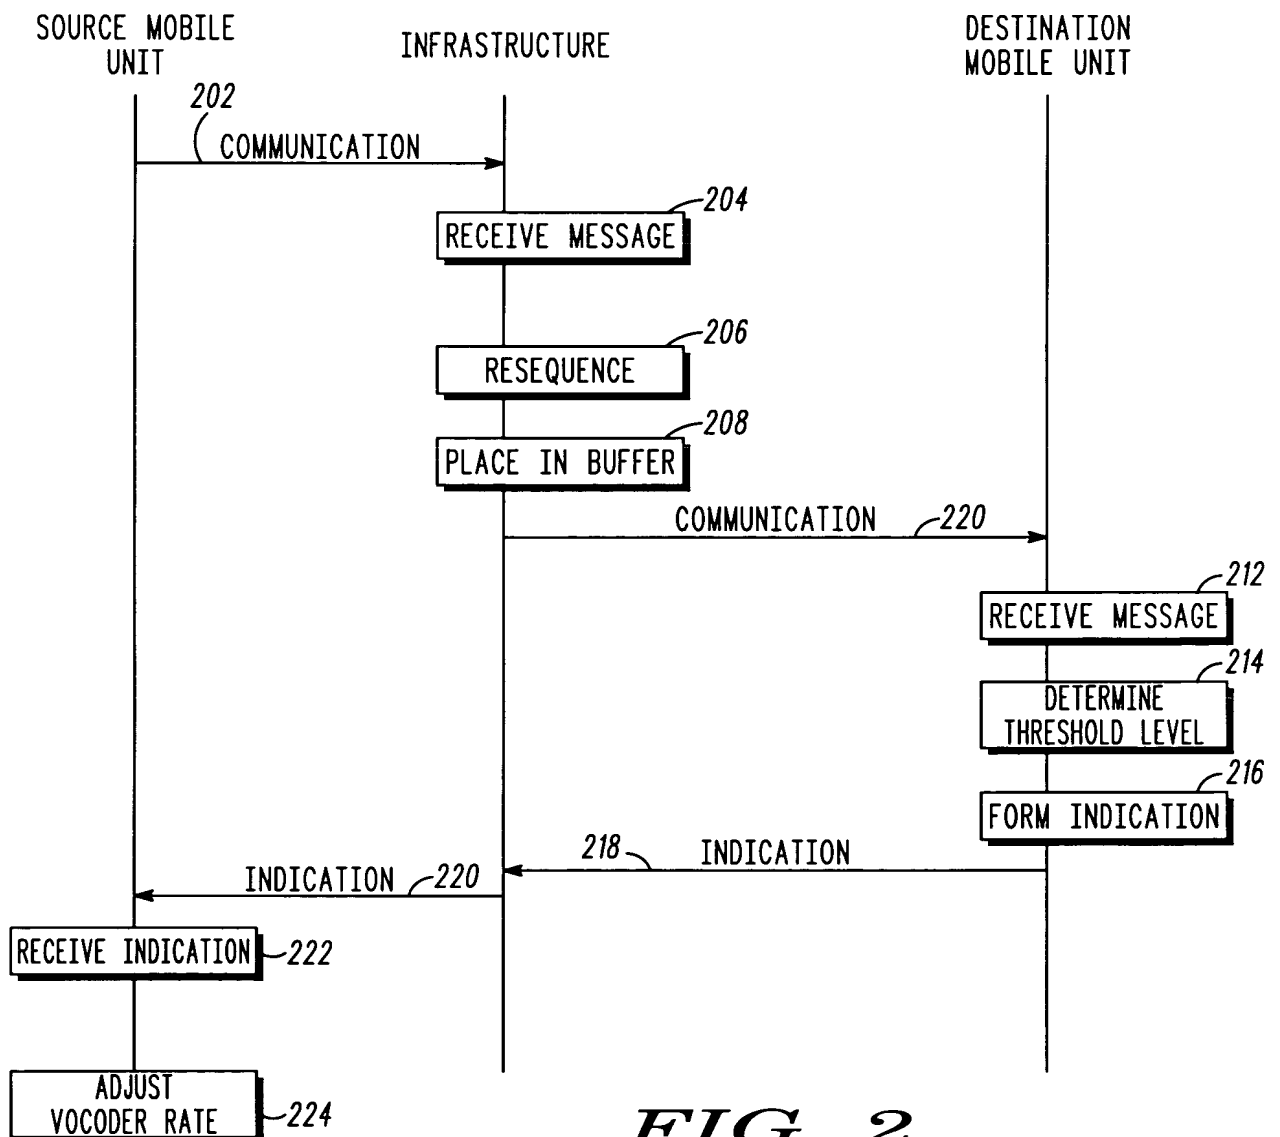 SOURCE MOBILE
UNIT
INFRASTRUCTURE
DESTINATION
MOBILE UNIT
202
COMMUNICATION
204
RECEIVE MESSAGE
206
RESEQUENCE
208
PLACE IN BUFFER
COMMUNICATION
220
212
RECEIVE MESSAGE
214
DETERMINE
THRESHOLD LEVEL
216
FORM INDICATION
218
INDICATION
INDICATION
220
RECEIVE INDICATION
222
ADJUST
VOCODER RATE
224
FIG. 2